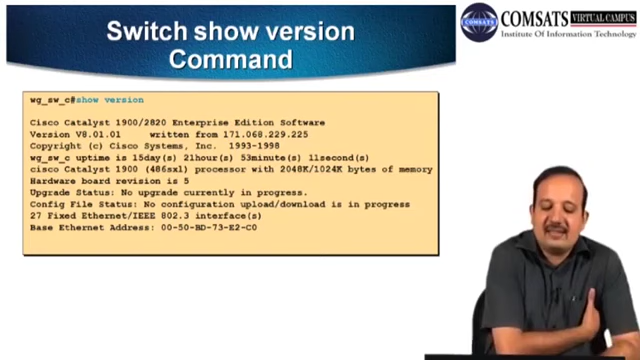 Switch show version
Command
COMSATS VIRTUAL CAMPUS
Institute Of Information Technology
wg_sw_c#show version
Cisco Catalyst 1900/2820 Enterprise Edition Software
Version V8.01.01 written from 171.068.229.225
Copyright (c) Cisco Systems, Inc. 1993-1998
wg_sw_c uptime is 15day(s) 21hour(s) 53minute(s) 11second(s)
cisco Catalyst 1900 (486sxl) processor with 2048K/1024K bytes of memory
Hardware board revision is 5
Upgrade Status: No upgrade currently in progress.
Config File Status: No configuration upload/download is in progress
27 Fixed Ethernet/IEEE 802.3 interface(s)
Base Ethernet Address: 00-50-BD-73-E2-C0